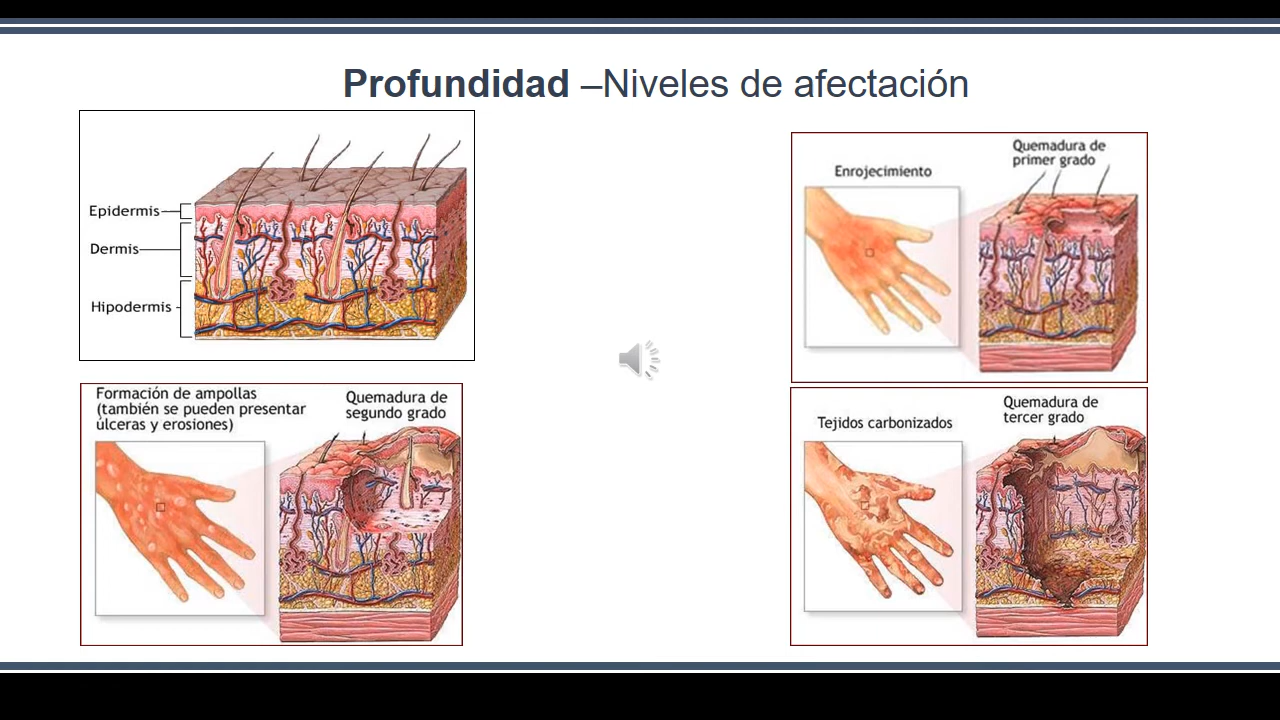 Profundidad –Niveles de afectación
Epidermis
Dermis
Hipodermis
Enrojecimiento
Quemadura de
primer grado
Formación de ampollas
(también se pueden presentar
úlceras y erosiones)
Quemadura de
segundo grado
Tejidos carbonizados
Quemadura de
tercer grado